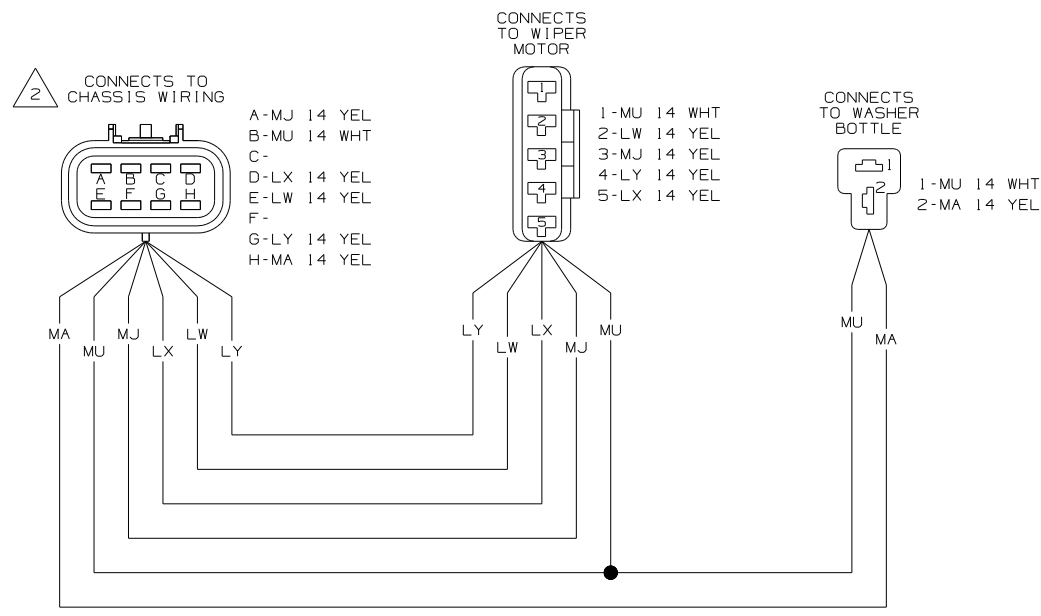 2
CONNECTS TO
CHASSIS WIRING
A B C D
E F G H
A-MJ 14 YEL
B-MU 14 WHT
C-
D-LX 14 YEL
E-LW 14 YEL
F-
G-LY 14 YEL
H-MA 14 YEL
CONNECTS
TO WIPER
MOTOR
1
2
3
4
5
1-MU 14 WHT
2-LW 14 YEL
3-MJ 14 YEL
4-LY 14 YEL
5-LX 14 YEL
CONNECTS
TO WASHER
BOTTLE
1
2
1-MU 14 WHT
2-MA 14 YEL
MA
MU
MJ
LX
LW
LY
LY
LW
LX
MJ
MU
MU
MA